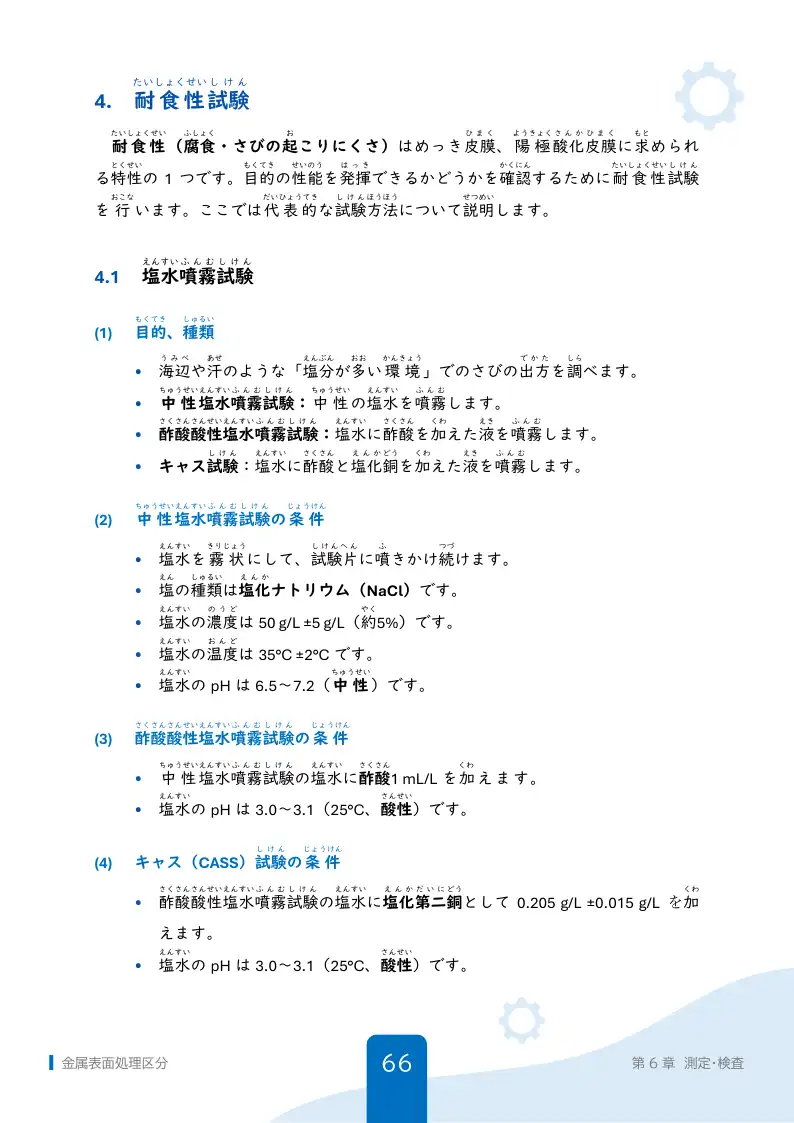 4. 耐食性試験
耐食性（腐食・さびの起こりにくさ）はめっき皮膜、陽極酸化皮膜に求められ
る特性の 1 つです。目的の性能を発揮できるかどうかを確認するために耐食性試験
を行います。ここでは代表的な試験方法について説明します。
4.1 塩水噴霧試験
(1) 目的、種類
• 海辺や汗のような「塩分が多い環境」でのさびの出方を調べます。
• 中性塩水噴霧試験：中性の塩水を噴霧します。
• 酢酸酸性塩水噴霧試験：塩水に酢酸を加えた液を噴霧します。
• キャス試験：塩水に酢酸と塩化銅を加えた液を噴霧します。
(2) 中性塩水噴霧試験の条件
• 塩水を霧状にして、試験片に噴きかけ続けます。
• 塩の種類は塩化ナトリウム（NaCl）です。
• 塩水の濃度は 50 g/L ±5 g/L（約5%）です。
• 塩水の温度は 35℃ ±2℃ です。
• 塩水の pH は 6.5～7.2（中性）です。
(3) 酢酸酸性塩水噴霧試験の条件
• 中性塩水噴霧試験の塩水に酢酸1 mL/L を加えます。
• 塩水の pH は 3.0～3.1（25℃、酸性）です。
(4) キャス（CASS）試験の条件
• 酢酸酸性塩水噴霧試験の塩水に塩化第二銅として 0.205 g/L ±0.015 g/L を加
えます。
• 塩水の pH は 3.0～3.1（25℃、酸性）です。
金属表面処理区分
66
第 6 章 測定・検査